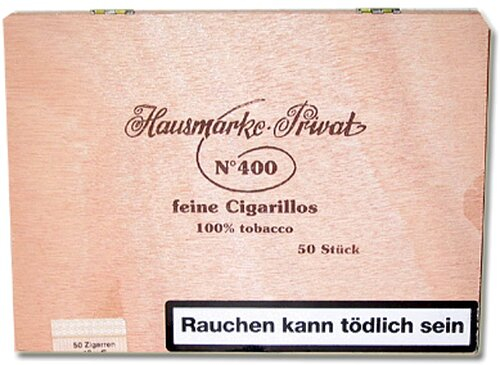 Hausmarke-Privat
N°400
feine Cigarillos
100% tobacco
50 Stück
Rauchen kann tödlich sein
50 Zigarren